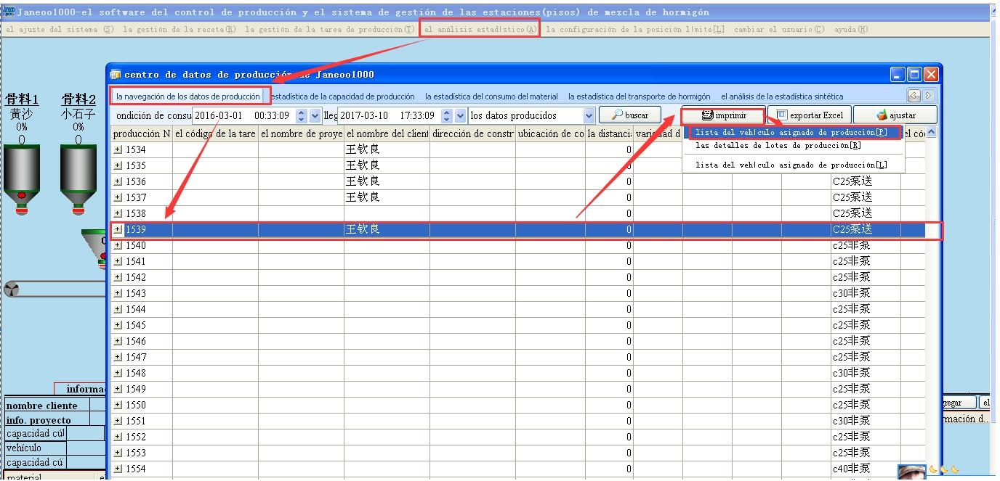 Janeoo1000-el software del control de producción y el sistema de gestión de las estaciones(pisos) de mezcla de hormigón
el ajuste del sistema (S) la gestión de la receta(R) la gestión de la tarea de producción(T) el análisis estadístico(A) la configuración de la posición límite[L] cambiar el usuario(C) ayuda(H)
centro de datos de producción de Janeoo1000
la navegación de los datos de producción estadística de la capacidad de producción la estadística del consumo del material la estadística del transporte de hormigón el análisis de la estadística sintética
ondición de consu 2016-03-01 00:33:09 lleg 2017-03-10 17:33:09 los datos producidos buscar imprimir exportar Excel ajustar
producción N el código de la tare el nombre de proye el nombre del client dirección de constr ubicación de co la distanci varie ad d el có
lista del vehículo asignado de producción[P]
las detalles de lotes de producción[R]
lista del vehículo asignado de producción[L]
骨料1 骨料2
黄沙 小石子
0% 0%
0 0
1534 王钦良 0
1535 王钦良 0
1536 王钦良 0 C25泵送
1537 王钦良 0 C25泵送
1538 0 C25泵送
1539 王钦良 0 C25泵送
1540 0 c25非泵
1541 0 c25非泵
1542 0 c25非泵
1543 0 c30非泵
1544 0 c25非泵
1545 0 c25非泵
1546 0 c25非泵
1547 0 c25非泵
1548 0 c30非泵
1549 0 c25非泵
1550 0 c25非泵
1551 0 c30非泵
1552 0 c25非泵
1553 0 c25非泵
1554 0 c40非泵
informa
nombre cliente
info. proyecto
capacidad cúl
vehículo
capacidad cú
material el
gregar el
rmación d..